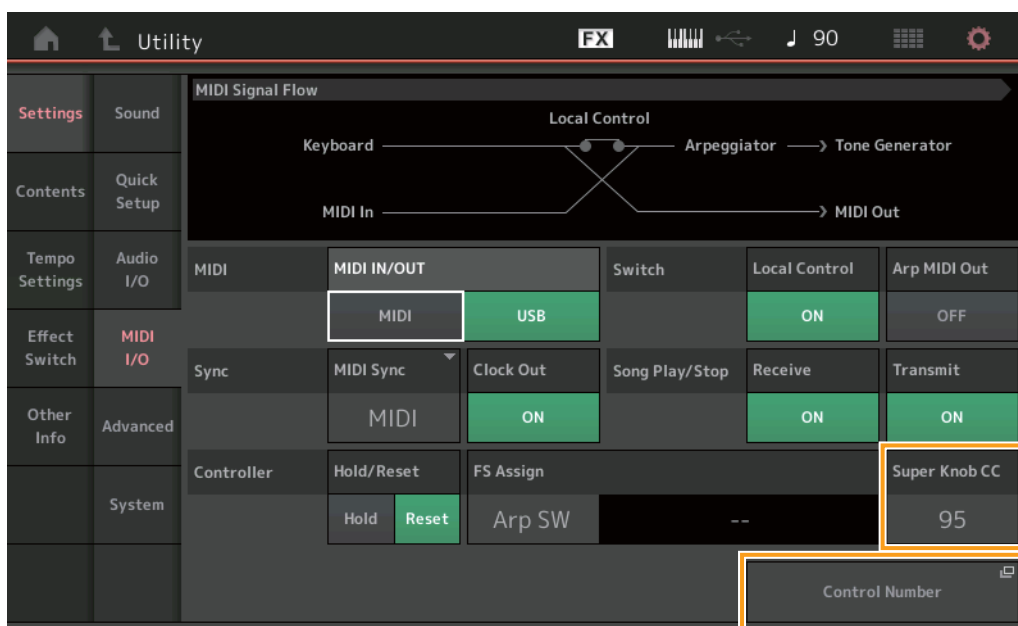 Utility
FX
♩ 90
Settings
Sound
Contents
Quick
Setup
Tempo
Settings
Audio
I/O
Effect
Switch
MIDI
I/O
Other
Info
Advanced
System
MIDI Signal Flow
Local Control
Keyboard
Arpeggiator
Tone Generator
MIDI In
MIDI Out
MIDI
MIDI IN/OUT
Switch
Local Control
Arp MIDI Out
MIDI
USB
ON
OFF
Sync
MIDI Sync
Clock Out
Song Play/Stop
Receive
Transmit
MIDI
ON
ON
ON
Controller
Hold/Reset
FS Assign
Super Knob CC
Hold
Reset
Arp SW
--
95
Control Number